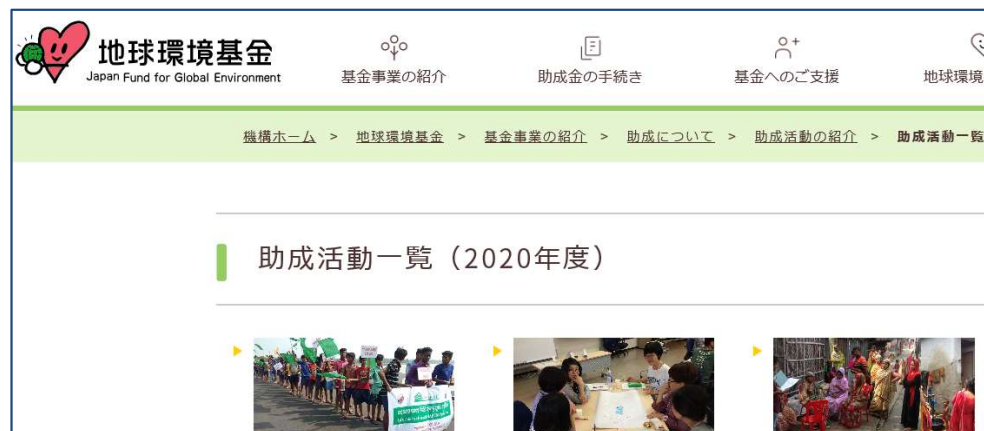 地球環境基金
Japan Fund for Global Environment
基金事業の紹介
助成金の手続き
基金へのご支援
地球環境
機構ホーム > 地球環境基金 > 基金事業の紹介 > 助成について > 助成活動の紹介 > 助成活動一覧
助成活動一覧（2020年度）